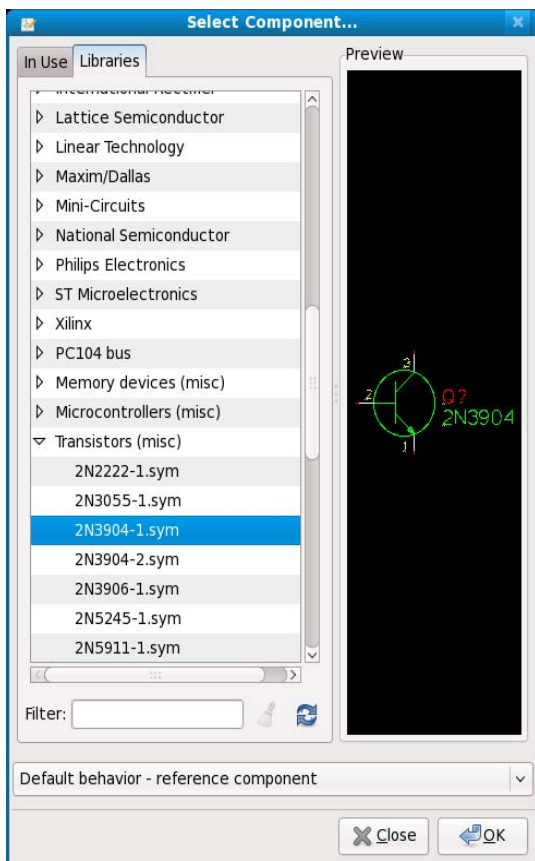 Select Component...
In Use
Libraries
Preview
International Rectifier
Lattice Semiconductor
Linear Technology
Maxim/Dallas
Mini-Circuits
National Semiconductor
Philips Electronics
ST Microelectronics
Xilinx
PC104 bus
Memory devices (misc)
Microcontrollers (misc)
Transistors (misc)
2N2222-1.sym
2N3055-1.sym
2N3904-1.sym
2N3904-2.sym
2N3906-1.sym
2N5245-1.sym
2N5911-1.sym
3
2
Q?
2N3904
1
Filter:
Default behavior - reference component
Close
OK